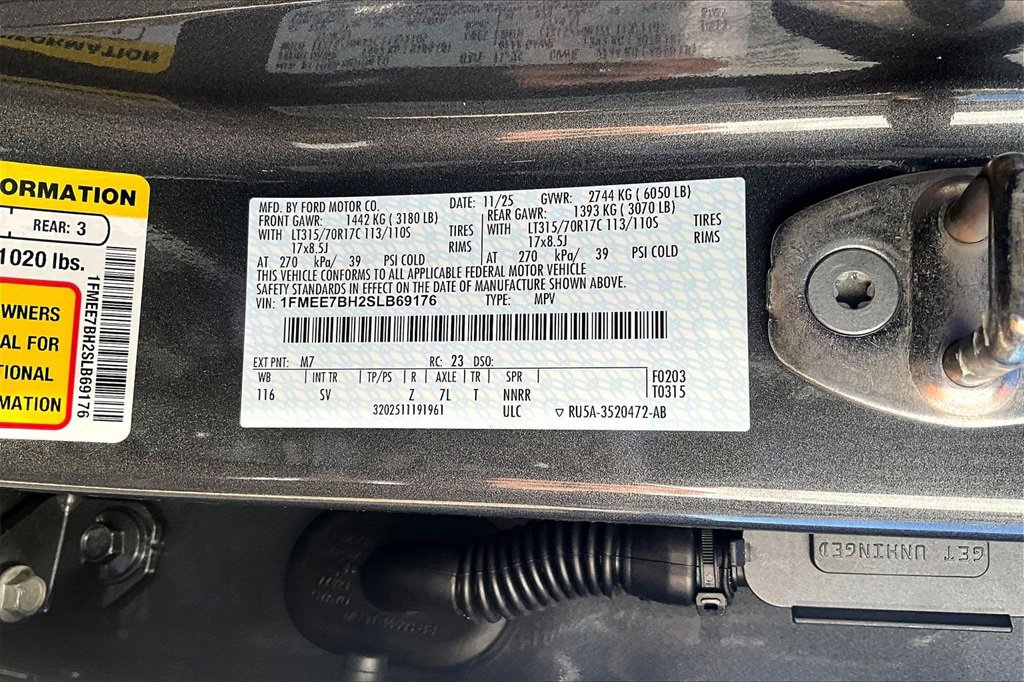 ORMATION
REAR: 3
1020 lbs.
WNERS
AL FOR
TIONAL
RMATION
1FMEE7BH2SLB69176
MFG. BY FORD MOTOR CO. DATE: 11/25 GVWR: 2744 KG ( 6050 LB)
FRONT GAWR: 1442 KG ( 3180 LB) REAR GAWR: 1393 KG ( 3070 LB)
WITH LT315/70R17C 113/110S TIRES WITH LT315/70R17C 113/110S TIRES
17x8.5J RIMS 17x8.5J RIMS
AT 270 kPa/ 39 PSI COLD AT 270 kPa/ 39 PSI COLD
THIS VEHICLE CONFORMS TO ALL APPLICABLE FEDERAL MOTOR VEHICLE
SAFETY STANDARDS IN EFFECT ON THE DATE OF MANUFACTURE SHOWN ABOVE.
VIN: 1FMEE7BH2SLB69176 TYPE: MPV
EXT PNT: M7 RC: 23 DSO:
WB INT TR TP/PS R AXLE TR SPR F0203
116 SV Z 7L T NNRR T0315
3202511191961 ULC RU5A-3520472-AB
GET UNHINGED